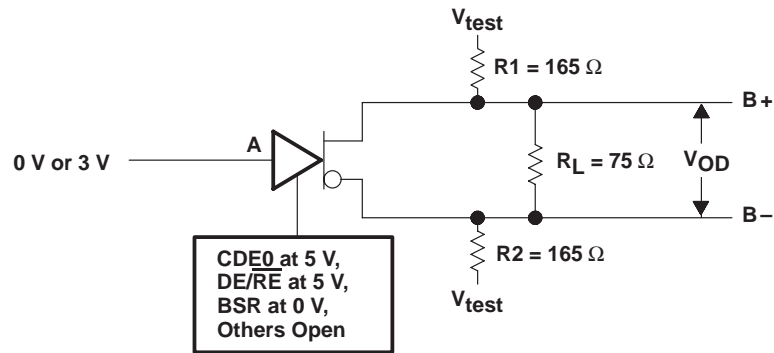 Vtest
R1 = 165 Ω
B+
A
0 V or 3 V
RL = 75 Ω
VOD
B−
R2 = 165 Ω
Vtest
CDE0 at 5 V,
DE/R̅E̅ at 5 V,
BSR at 0 V,
Others Open